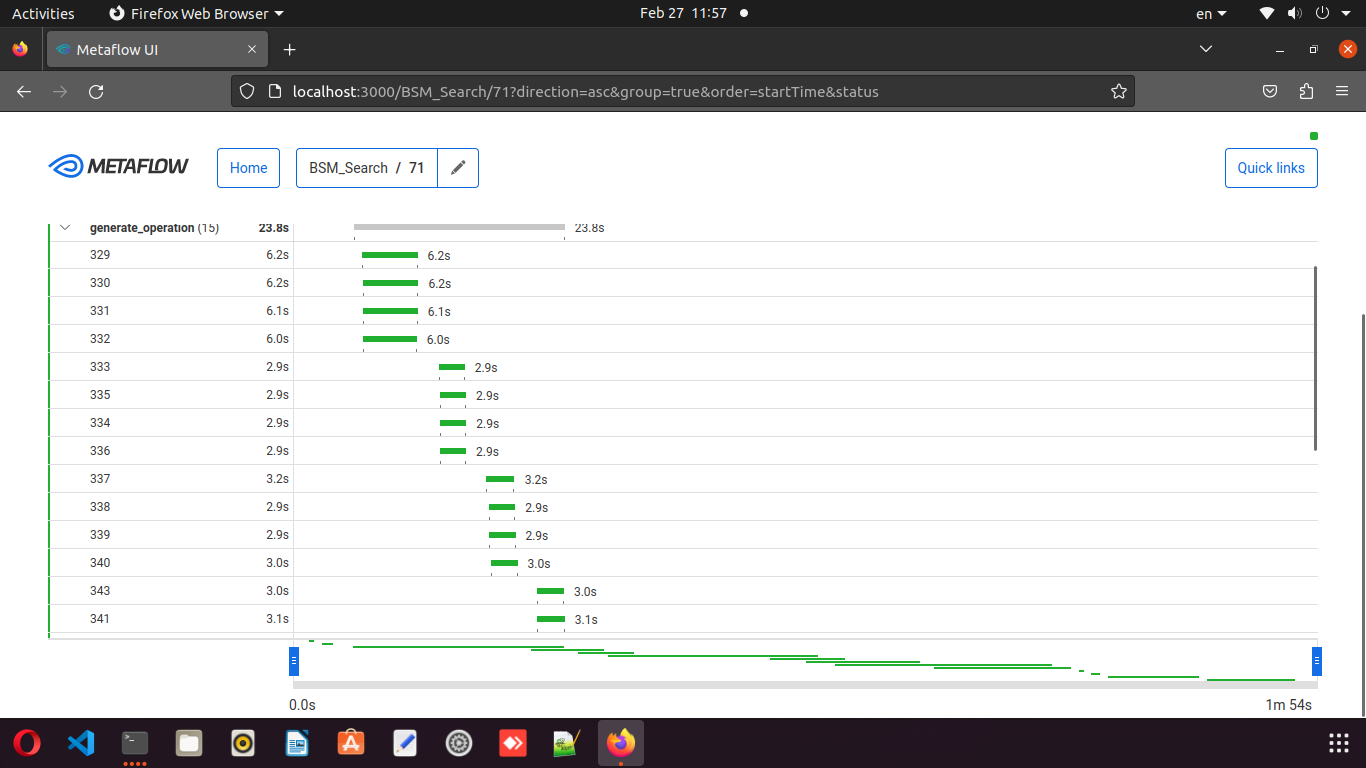 Activities Firefox Web Browser Feb 27 11:57 en
Metaflow UI
localhost:3000/BSM_Search/71?direction=asc&group=true&order=startTime&status
METAFLOW Home BSM_Search / 71 Quick links
generate_operation (15) 23.8s 23.8s
329 6.2s 6.2s
330 6.2s 6.2s
331 6.1s 6.1s
332 6.0s 6.0s
333 2.9s 2.9s
335 2.9s 2.9s
334 2.9s 2.9s
336 2.9s 2.9s
337 3.2s 3.2s
338 2.9s 2.9s
339 2.9s 2.9s
340 3.0s 3.0s
343 3.0s 3.0s
341 3.1s 3.1s
0.0s 1m 54s